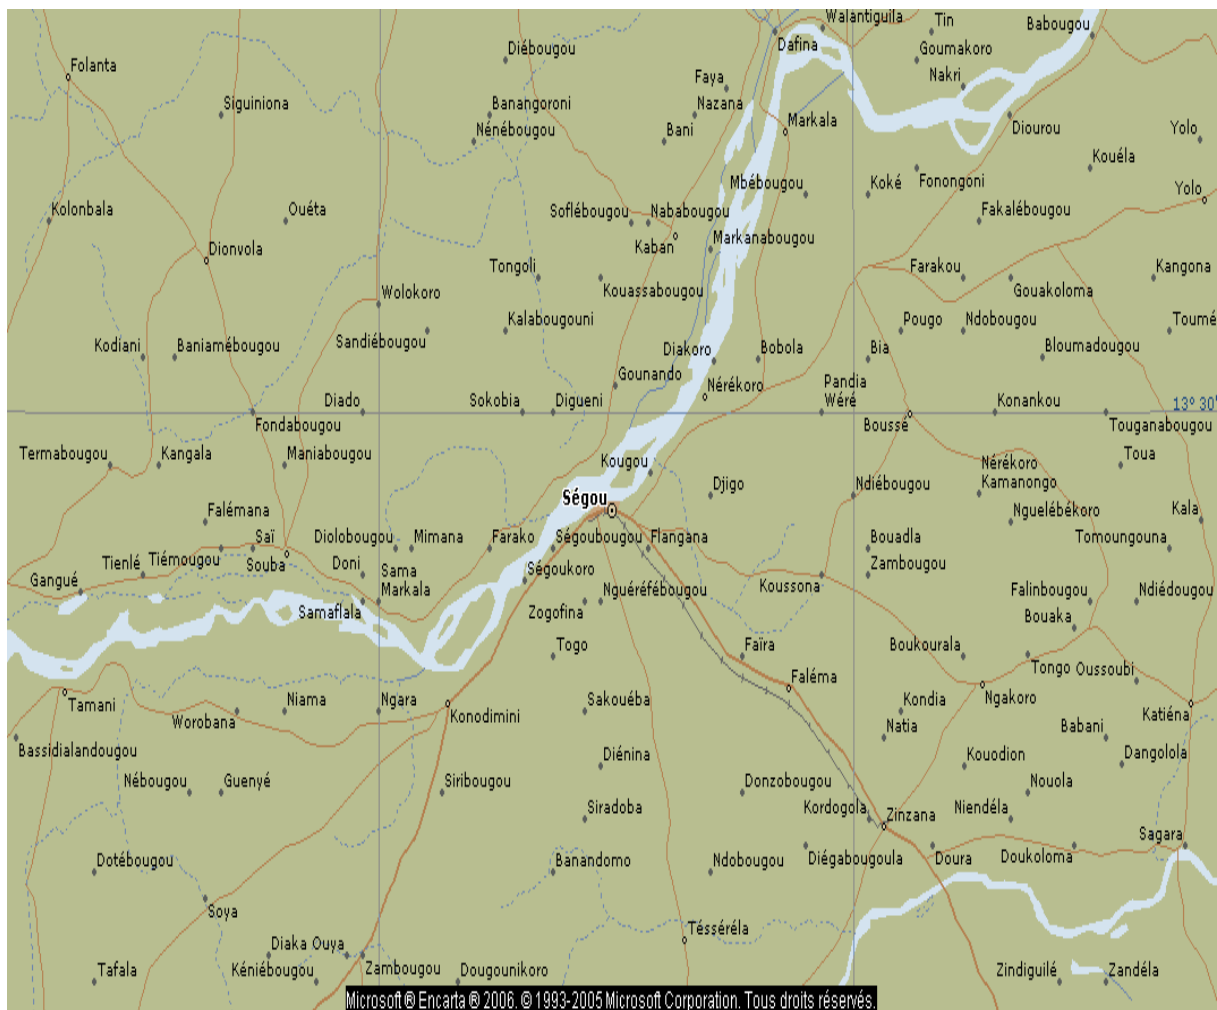 Walantiguila
Tin
Babougou
Dafina
Diébougou
Goumakoro
Folanta
Nakri
Faya
Siguiniona
Banangoroni
Nazana
Nénébougou
Bani
Markala
Diourou
Yolo
Kouéla
Mbébougou
Koké
Fonongoni
Yolo
Kolonbala
Ouéta
Soflébougou
Nababougou
Fakalébougou
Dionvola
Kaban
Markanabougou
Tongoli
Farakou
Kangona
Wolokoro
Kouassabougou
Gouakoloma
Sandiébougou
Kalabougouni
Pougo
Ndobougou
Toumé
Kodiani
Baniamébougou
Diakoro
Bobola
Bia
Bloumadougou
Gounando
Nérékoro
Pandia
Wéré
Diado
Sokobia
Digueni
Konankou
13° 30'
Fondabougou
Boussé
Touganabougou
Termabougou
Kangala
Maniabougou
Kougou
Nérékoro
Kamanongo
Toua
Ségou
Djigo
Ndiébougou
Falémana
Nguelébékoro
Kala
Saï
Diolobougou
Mimana
Farako
Ségoubougou
Flangana
Bouadla
Tomoungouna
Tienlé
Tiémougou
Souba
Doni
Sama
Markala
Ségoukoro
Koussona
Zambougou
Gangué
Samaflala
Zogofina
Nguéréfébougou
Falinbougou
Ndiédougou
Bouaka
Togo
Faïra
Boukourala
Tongo
Oussoubi
Tamani
Niama
Ngara
Sakouéba
Faléma
Kondia
Ngakoro
Worobana
Konodimini
Natia
Babani
Katiéna
Bassidialandougou
Diénina
Kouodion
Dangolola
Nébougou
Guenyé
Siribougou
Donzobougou
Nouola
Siradoba
Kordogola
Zinzana
Niendéla
Sagara
Dotébougou
Banandomo
Ndobougou
Diégabougoula
Doura
Doukoloma
Soya
Tésséréla
Diaka Ouya
Tafala
Kéniébougou
Zambougou
Dougounikoro
Zindiguilé
Zandéla
Microsoft ® Encarta ® 2006. © 1993-2005 Microsoft Corporation. Tous droits réservés.